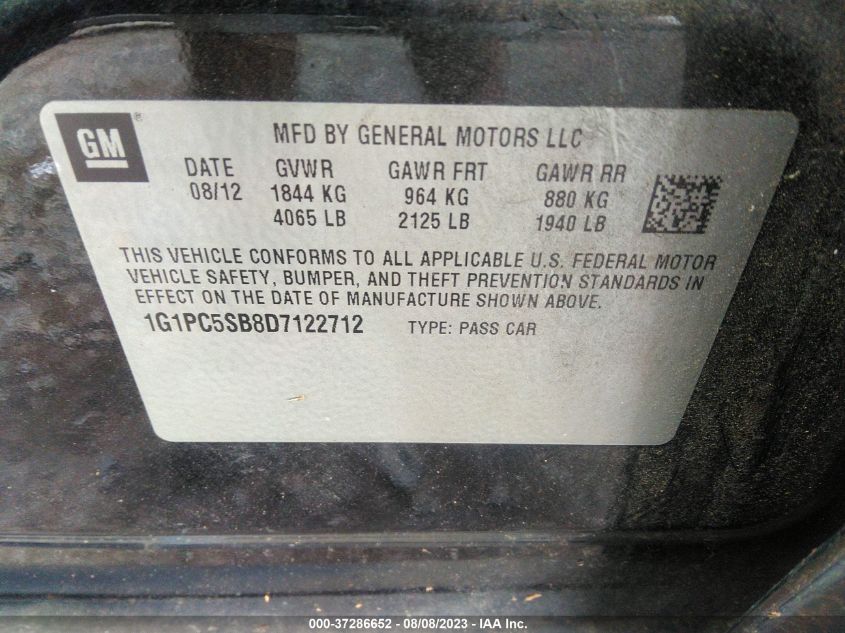 GM ®
MFD BY GENERAL MOTORS LLC
DATE GVWR GAWR FRT GAWR RR
08/12 1844 KG 964 KG 880 KG
4065 LB 2125 LB 1940 LB
THIS VEHICLE CONFORMS TO ALL APPLICABLE U.S. FEDERAL MOTOR
VEHICLE SAFETY, BUMPER, AND THEFT PREVENTION STANDARDS IN
EFFECT ON THE DATE OF MANUFACTURE SHOWN ABOVE.
1G1PC5SB8D7122712 TYPE: PASS CAR
000-37286652 - 08/08/2023 - IAA Inc.